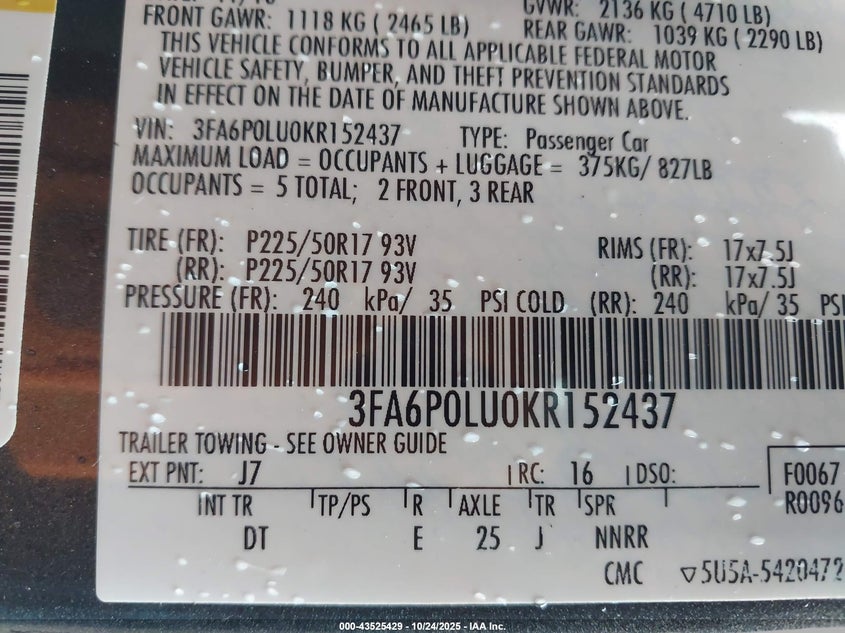 GVWR: 2136 KG ( 4710 LB)
FRONT GAWR: 1118 KG ( 2465 LB) REAR GAWR: 1039 KG ( 2290 LB)
THIS VEHICLE CONFORMS TO ALL APPLICABLE FEDERAL MOTOR
VEHICLE SAFETY, BUMPER, AND THEFT PREVENTION STANDARDS
IN EFFECT ON THE DATE OF MANUFACTURE SHOWN ABOVE.
VIN: 3FA6P0LU0KR152437 TYPE: Passenger Car
MAXIMUM LOAD = OCCUPANTS + LUGGAGE = 375KG/ 827LB
OCCUPANTS = 5 TOTAL; 2 FRONT, 3 REAR
TIRE (FR): P225/50R17 93V RIMS (FR): 17x7.5J
(RR): P225/50R17 93V (RR): 17x7.5J
PRESSURE (FR): 240 kPa/ 35 PSI COLD (RR): 240 kPa/ 35 PSI
3FA6P0LU0KR152437
TRAILER TOWING - SEE OWNER GUIDE
EXT PNT: J7 RC: 16 DSO: F0067
INT TR TP/PS R AXLE TR SPR R0096
DT E 25 J NNRR
CMC ▽5U5A-5420472
000-43525429 - 10/24/2025 - IAA Inc.